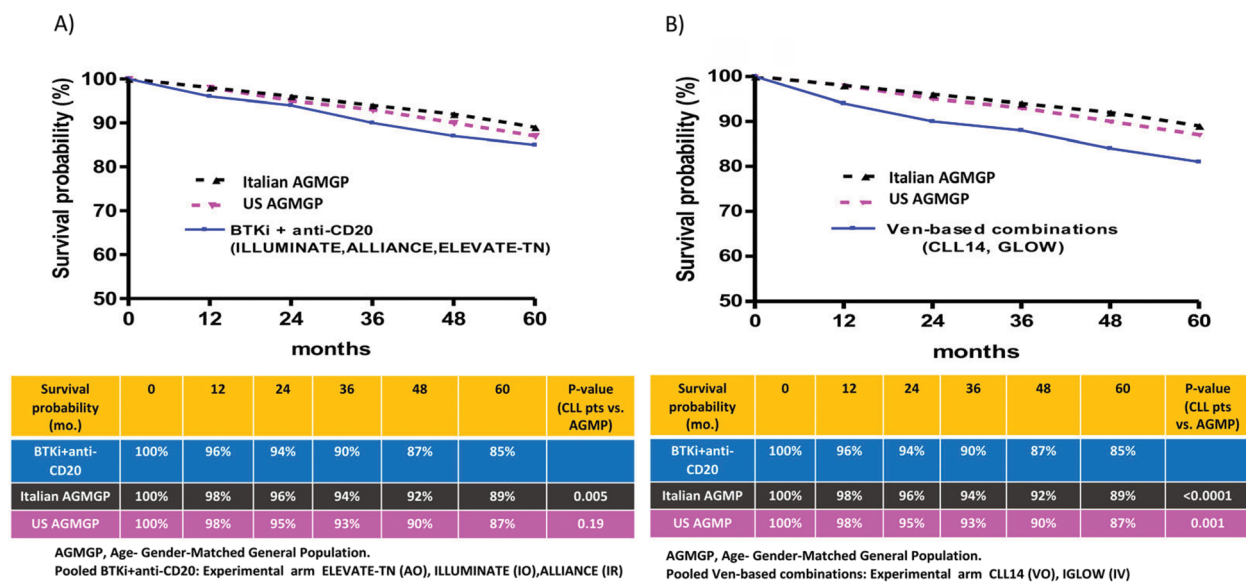 A)
Survival probability (%)
100
90
80
70
60
50
0 12 24 36 48 60
months
Italian AGMGP
US AGMGP
BTKi + anti-CD20
(ILLUMINATE,ALLIANCE,ELEVATE-TN)
Survival probability (mo.) 0 12 24 36 48 60 P-value (CLL pts vs. AGMP)
BTKi+anti-CD20 100% 96% 94% 90% 87% 85%
Italian AGMGP 100% 98% 96% 94% 92% 89% 0.005
US AGMGP 100% 98% 95% 93% 90% 87% 0.19
AGMGP, Age- Gender-Matched General Population.
Pooled BTKi+anti-CD20: Experimental arm ELEVATE-TN (AO), ILLUMINATE (IO),ALLIANCE (IR)
B)
Survival probability (%)
100
90
80
70
60
50
0 12 24 36 48 60
months
Italian AGMGP
US AGMGP
Ven-based combinations
(CLL14, GLOW)
Survival probability (mo.) 0 12 24 36 48 60 P-value (CLL pts vs. AGMP)
BTKi+anti-CD20 100% 96% 94% 90% 87% 85%
Italian AGMP 100% 98% 96% 94% 92% 89% <0.0001
US AGMP 100% 98% 95% 93% 90% 87% 0.001
AGMGP, Age- Gender-Matched General Population.
Pooled Ven-based combinations: Experimental arm CLL14 (VO), IGLOW (IV)